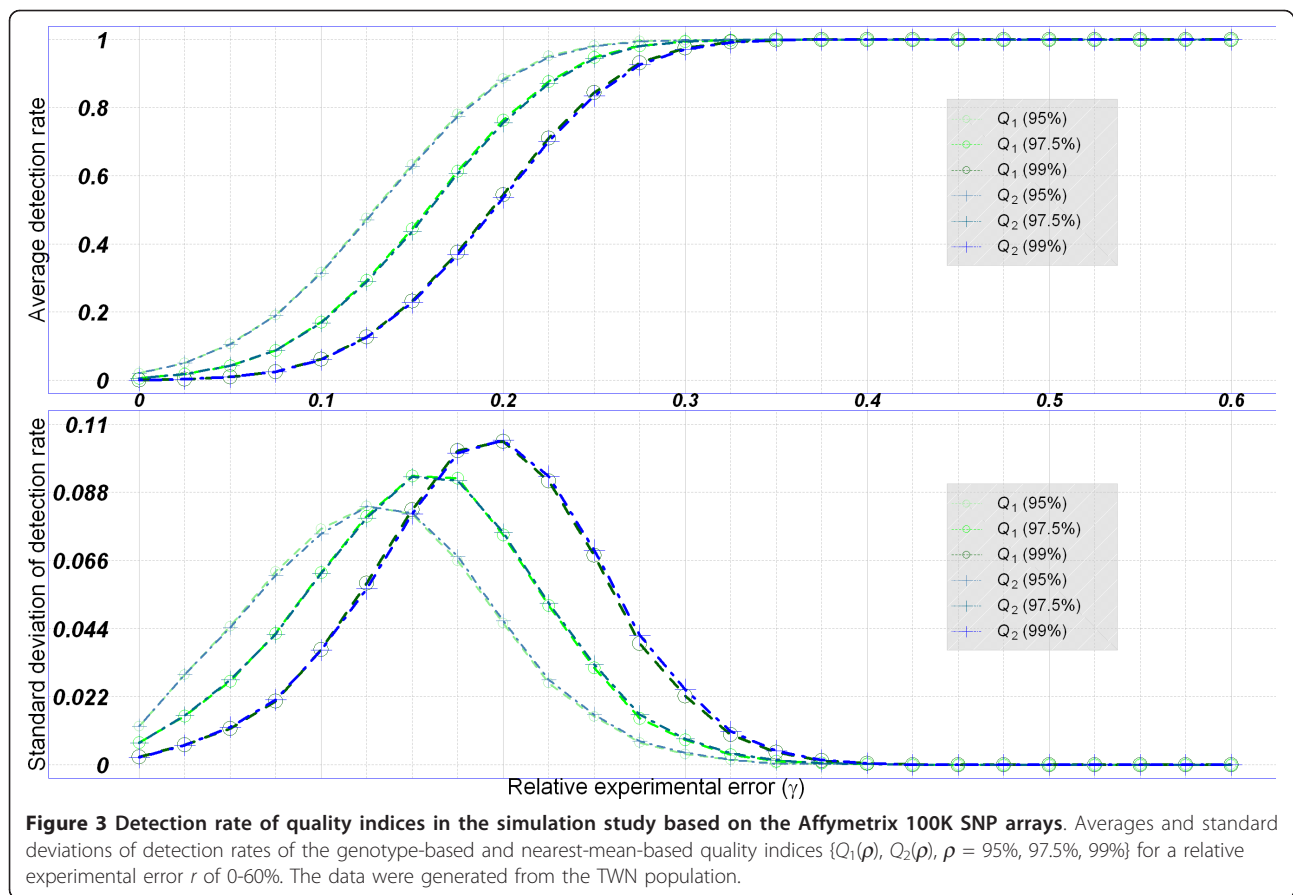 1
0.8
0.6
0.4
0.2
0
Average detection rate
Q1 (95%)
Q1 (97.5%)
Q1 (99%)
Q2 (95%)
Q2 (97.5%)
Q2 (99%)
0 0.1 0.2 0.3 0.4 0.5 0.6
0.11
0.088
0.066
0.044
0.022
0
Standard deviation of detection rate
Q1 (95%)
Q1 (97.5%)
Q1 (99%)
Q2 (95%)
Q2 (97.5%)
Q2 (99%)
Relative experimental error (γ)
Figure 3 Detection rate of quality indices in the simulation study based on the Affymetrix 100K SNP arrays. Averages and standard
deviations of detection rates of the genotype-based and nearest-mean-based quality indices {Q1(ρ), Q2(ρ), ρ = 95%, 97.5%, 99%} for a relative
experimental error r of 0-60%. The data were generated from the TWN population.